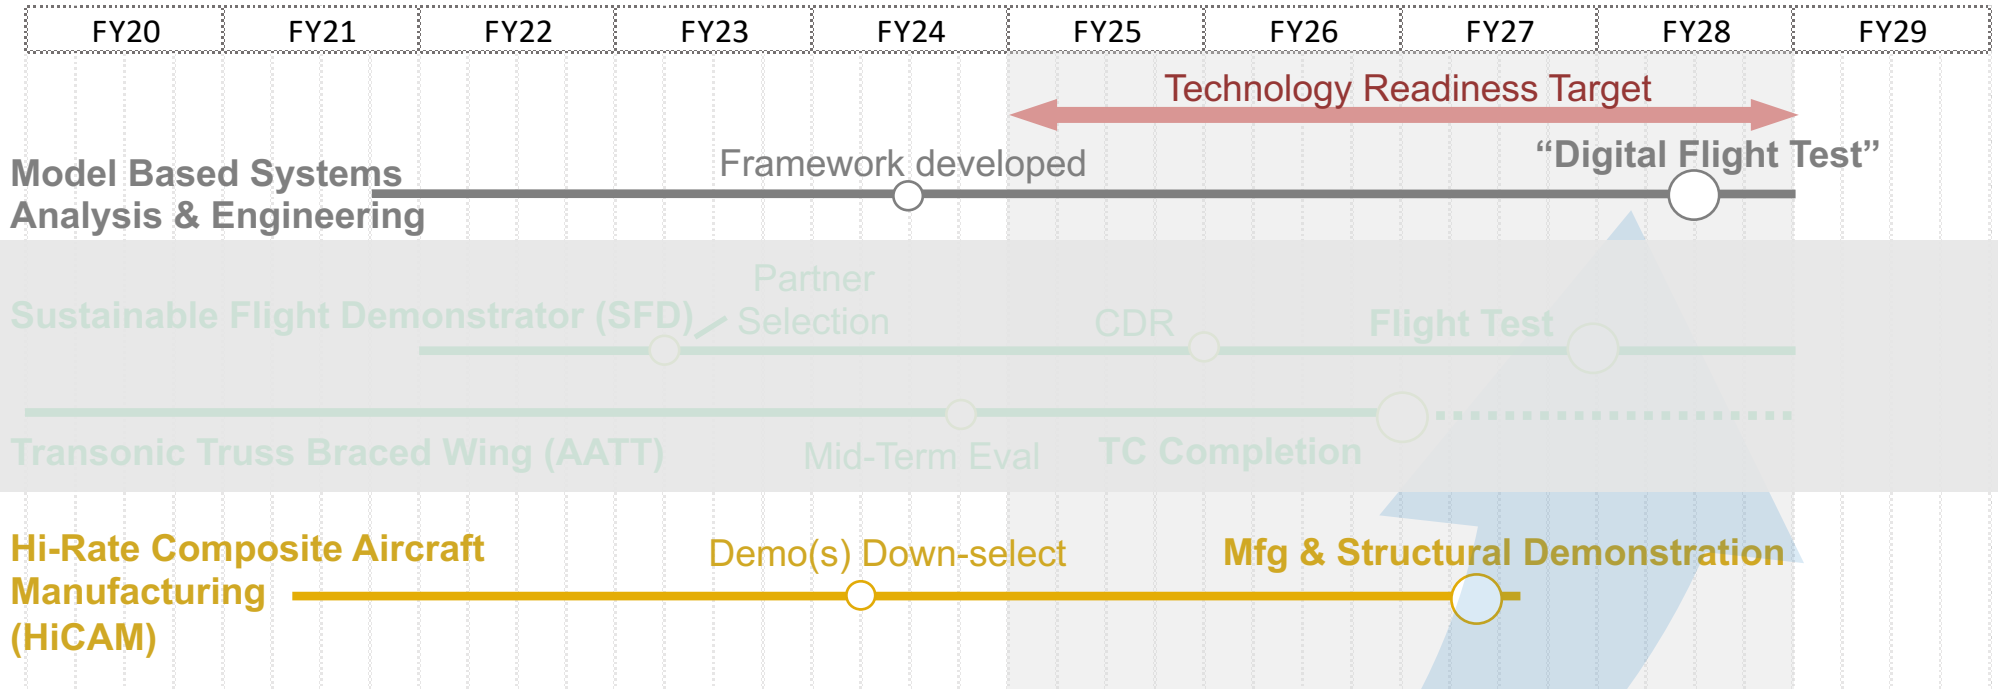 FY20 FY21 FY22 FY23 FY24 FY25 FY26 FY27 FY28 FY29
Technology Readiness Target
Model Based Systems
Analysis & Engineering
Framework developed
“Digital Flight Test”
Sustainable Flight Demonstrator (SFD)
Partner
Selection
CDR
Flight Test
Transonic Truss Braced Wing (AATT)
Mid-Term Eval
TC Completion
Hi-Rate Composite Aircraft
Manufacturing
(HiCAM)
Demo(s) Down-select
Mfg & Structural Demonstration